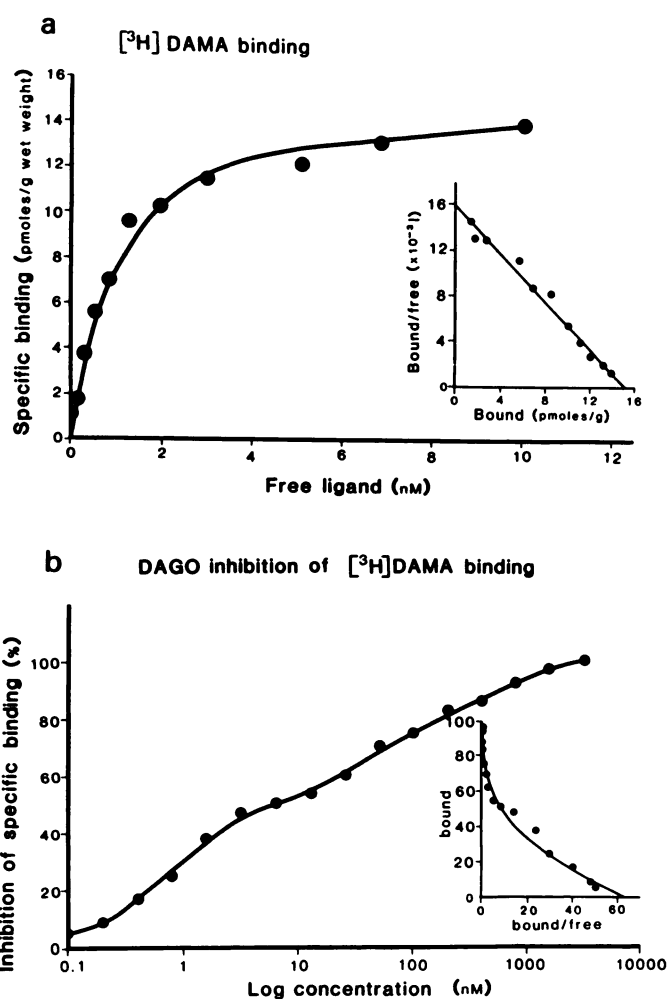 a
[³H] DAMA binding
Specific binding (pmoles/g wet weight)
16
14
12
10
8
6
4
2
0
0 2 4 6 8 10 12
Free ligand (nM)
Bound/free (x10⁻³l)
16
12
8
4
0
0 4 8 12 16
Bound (pmoles/g)
b
DAGO inhibition of [³H]DAMA binding
Inhibition of specific binding (%)
100
80
60
40
20
0
0.1 1 10 100 1000 10000
Log concentration (nM)
bound
100
80
60
40
20
0
0 20 40 60
bound/free